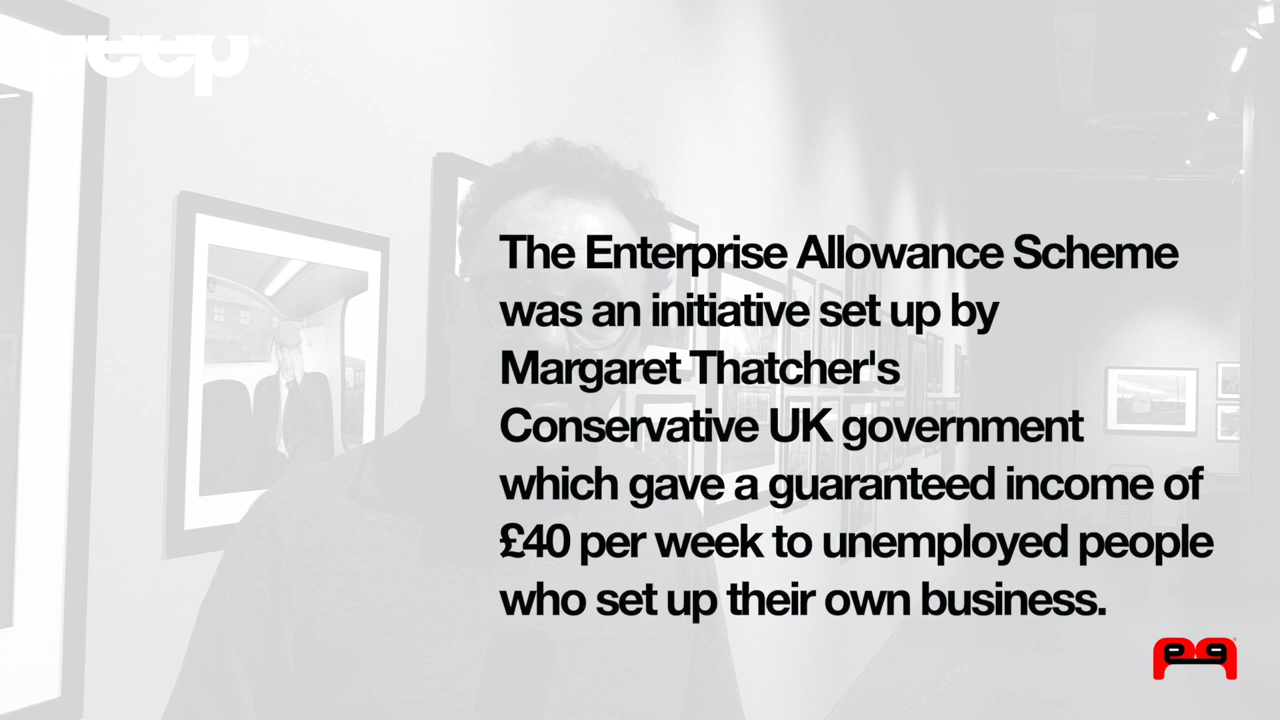 peep®
The Enterprise Allowance Scheme
was an initiative set up by
Margaret Thatcher's
Conservative UK government
which gave a guaranteed income of
£40 per week to unemployed people
who set up their own business.